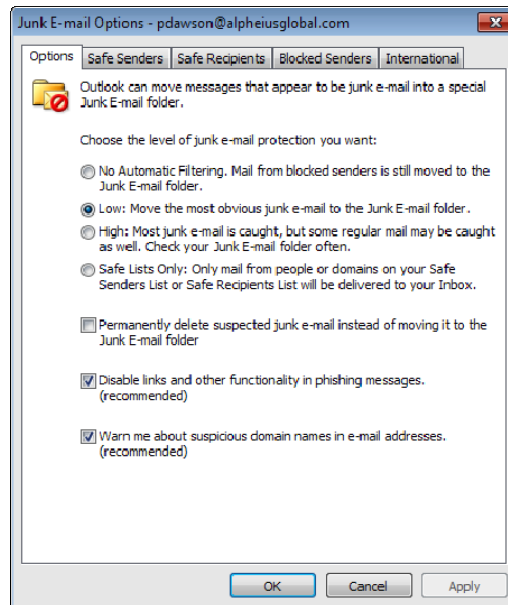 Junk E-mail Options - pdawson@alpheiusglobal.com
Options Safe Senders Safe Recipients Blocked Senders International
Outlook can move messages that appear to be junk e-mail into a special
Junk E-mail folder.
Choose the level of junk e-mail protection you want:
No Automatic Filtering. Mail from blocked senders is still moved to the
Junk E-mail folder.
Low: Move the most obvious junk e-mail to the Junk E-mail folder.
High: Most junk e-mail is caught, but some regular mail may be caught
as well. Check your Junk E-mail folder often.
Safe Lists Only: Only mail from people or domains on your Safe
Senders List or Safe Recipients List will be delivered to your Inbox.
Permanently delete suspected junk e-mail instead of moving it to the
Junk E-mail folder
Disable links and other functionality in phishing messages.
(recommended)
Warn me about suspicious domain names in e-mail addresses.
(recommended)
OK Cancel Apply